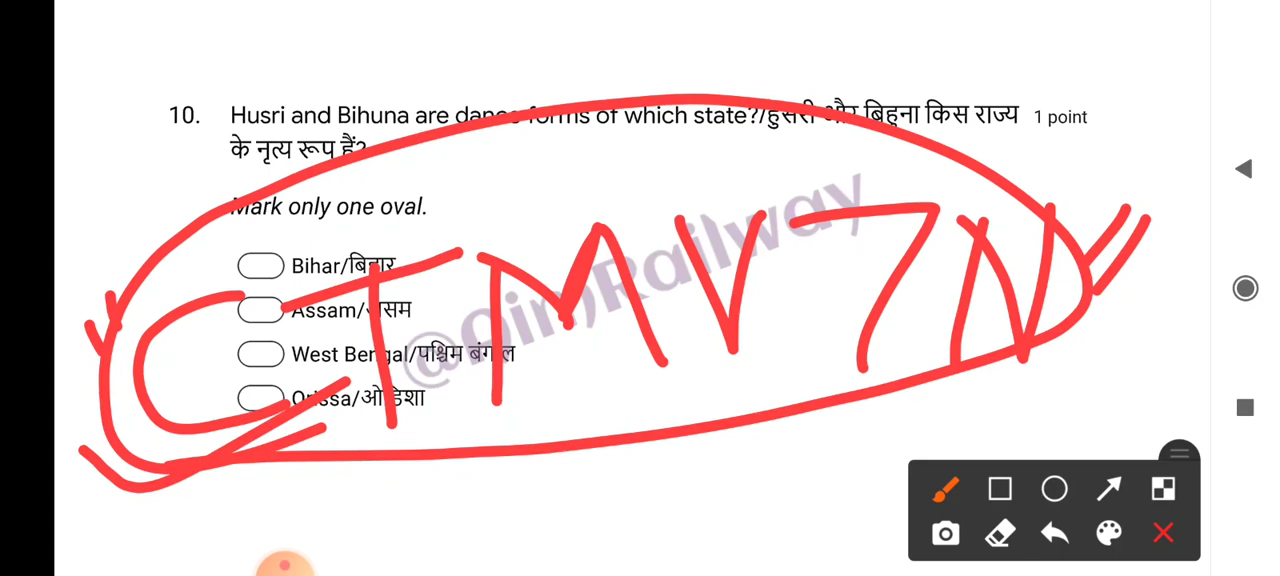 10. Husri and Bihuna are dance forms of which state?/हुसरी और बिहुना किस राज्य 1 point
के नृत्य रूप हैं?
Mark only one oval.
Bihar/बिहार
Assam/असम
West Bengal/पश्चिम बंगाल
Orissa/ओडिशा
CTMV7N
@Aim)Railway